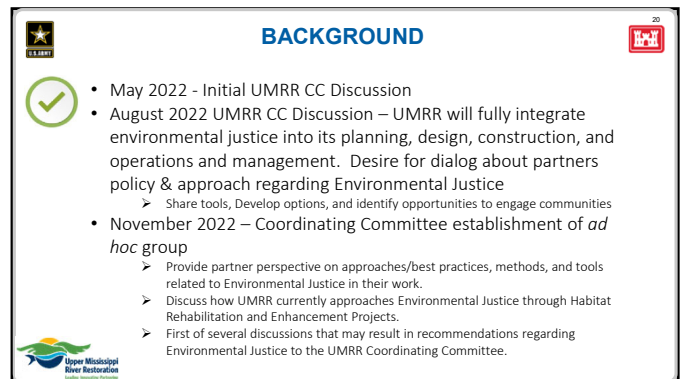 20
BACKGROUND
U.S.ARMY
• May 2022 - Initial UMRR CC Discussion
• August 2022 UMRR CC Discussion – UMRR will fully integrate
environmental justice into its planning, design, construction, and
operations and management. Desire for dialog about partners
policy & approach regarding Environmental Justice
➢ Share tools, Develop options, and identify opportunities to engage communities
• November 2022 – Coordinating Committee establishment of ad
hoc group
➢ Provide partner perspective on approaches/best practices, methods, and tools
related to Environmental Justice in their work.
➢ Discuss how UMRR currently approaches Environmental Justice through Habitat
Rehabilitation and Enhancement Projects.
➢ First of several discussions that may result in recommendations regarding
Environmental Justice to the UMRR Coordinating Committee.
Upper Mississippi
River Restoration
Leading, Innovating, Partnering